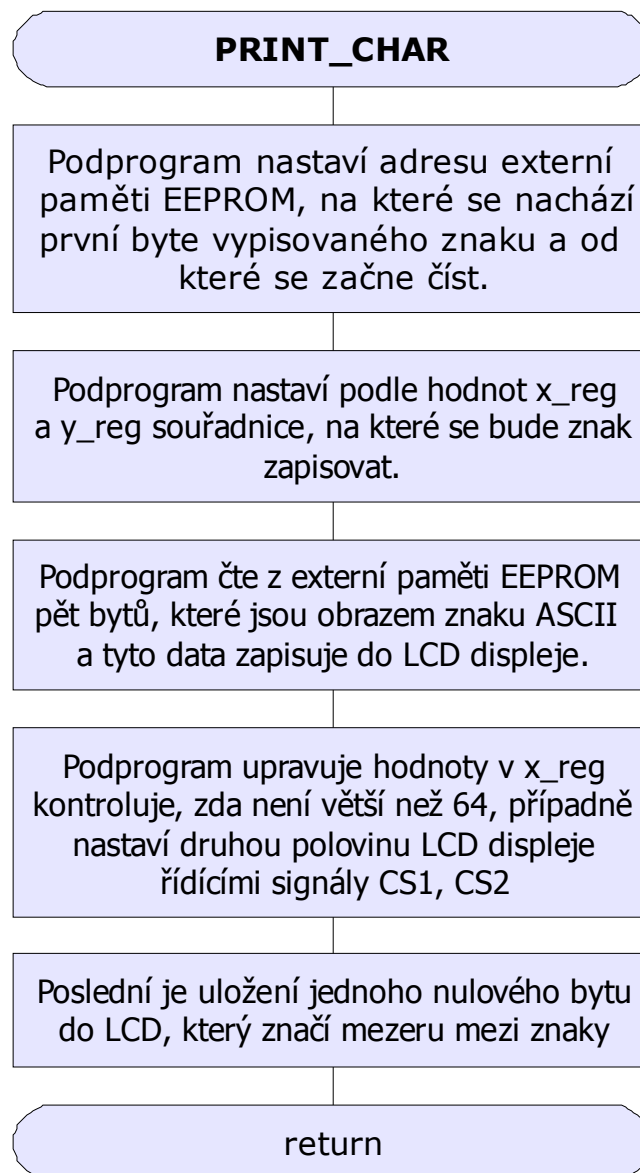 PRINT_CHAR
Podprogram nastaví adresu externí
paměti EEPROM, na které se nachází
první byte vypisovaného znaku a od
které se začne číst.
Podprogram nastaví podle hodnot x_reg
a y_reg souřadnice, na které se bude znak
zapisovat.
Podprogram čte z externí paměti EEPROM
pět bytů, které jsou obrazem znaku ASCII
a tyto data zapisuje do LCD displeje.
Podprogram upravuje hodnoty v x_reg
kontroluje, zda není větší než 64, případně
nastaví druhou polovinu LCD displeje
řídícími signály CS1, CS2
Poslední je uložení jednoho nulového bytu
do LCD, který značí mezeru mezi znaky
return